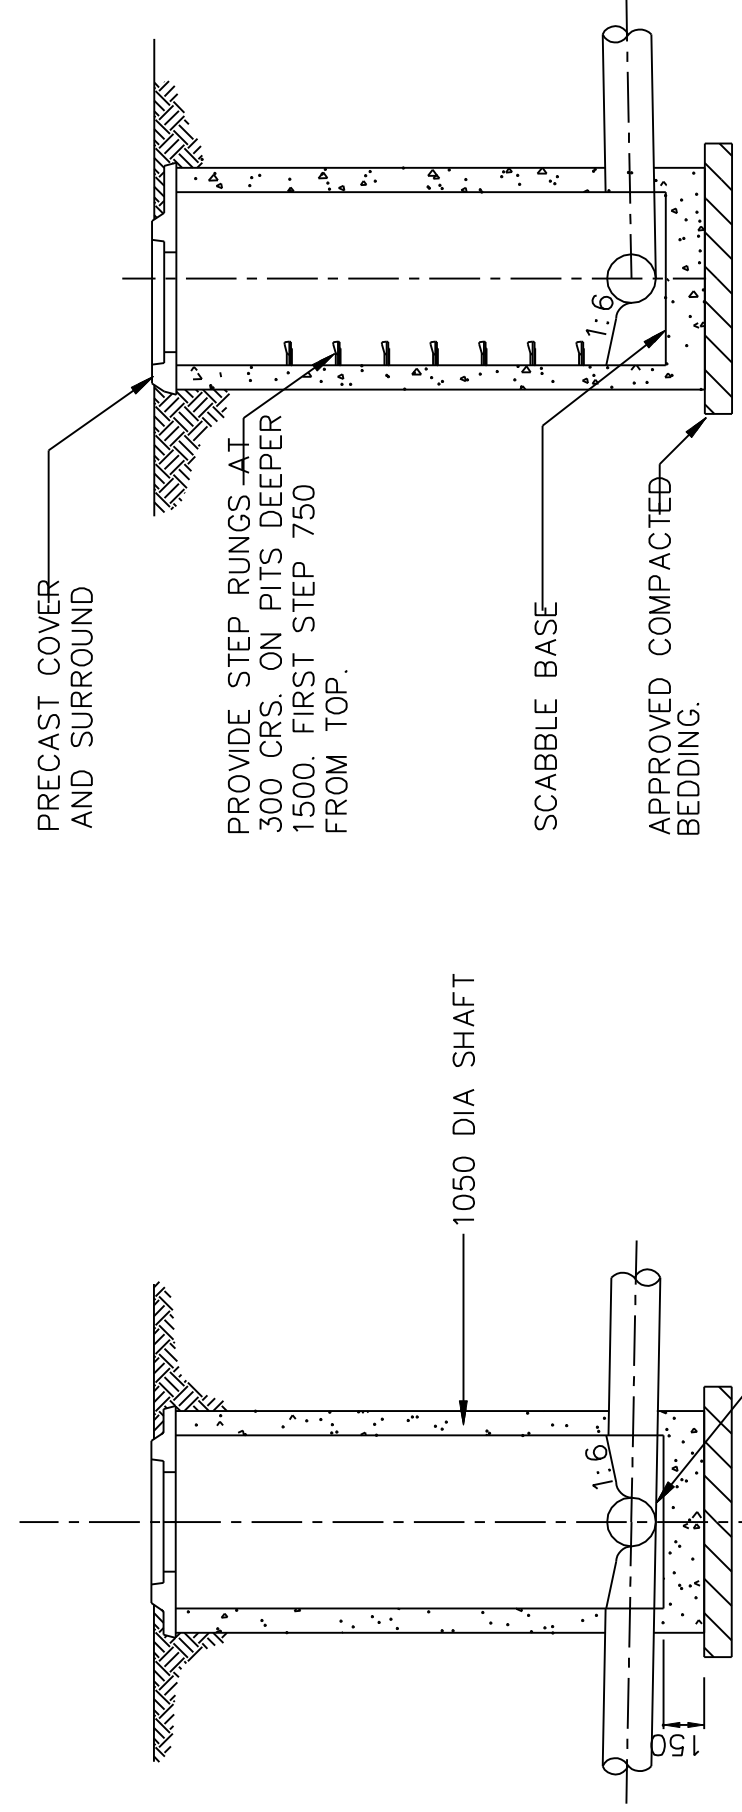 PRECAST COVER
AND SURROUND
PROVIDE STEP RUNGS AT
300 CRS. ON PITS DEEPER
1500. FIRST STEP 750
FROM TOP.
1:6
SCABBLE BASE
APPROVED COMPACTED
BEDDING.
1050 DIA SHAFT
1:6
150